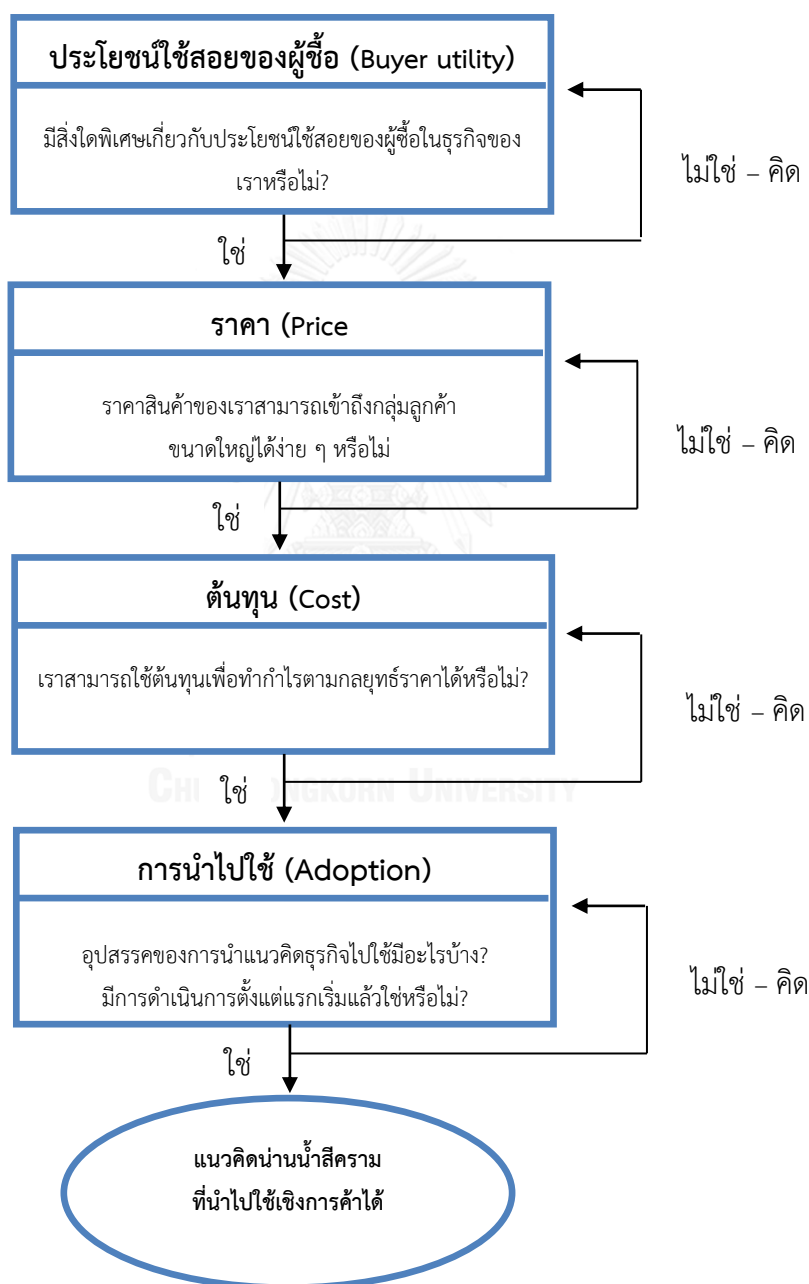 ประโยชน์ใช้สอยของผู้ซื้อ (Buyer utility)
มีสิ่งใดพิเศษเกี่ยวกับประโยชน์ใช้สอยของผู้ซื้อในธุรกิจของ
เราหรือไม่?
ไม่ใช่ – คิด
ใช่
ราคา (Price
ราคาสินค้าของเราสามารถเข้าถึงกลุ่มลูกค้า
ขนาดใหญ่ได้ง่าย ๆ หรือไม่
ไม่ใช่ – คิด
ใช่
ต้นทุน (Cost)
เราสามารถใช้ต้นทุนเพื่อทำกำไรตามกลยุทธ์ราคาได้หรือไม่?
ไม่ใช่ – คิด
CH NGKORN UNIVERSITY
ใช่
การนำไปใช้ (Adoption)
อุปสรรคของการนำแนวคิดธุรกิจไปใช้มีอะไรบ้าง?
มีการดำเนินการตั้งแต่แรกเริ่มแล้วใช่หรือไม่?
ไม่ใช่ – คิด
ใช่
แนวคิดน่านน้ำสีคราม
ที่นำไปใช้เชิงการค้าได้